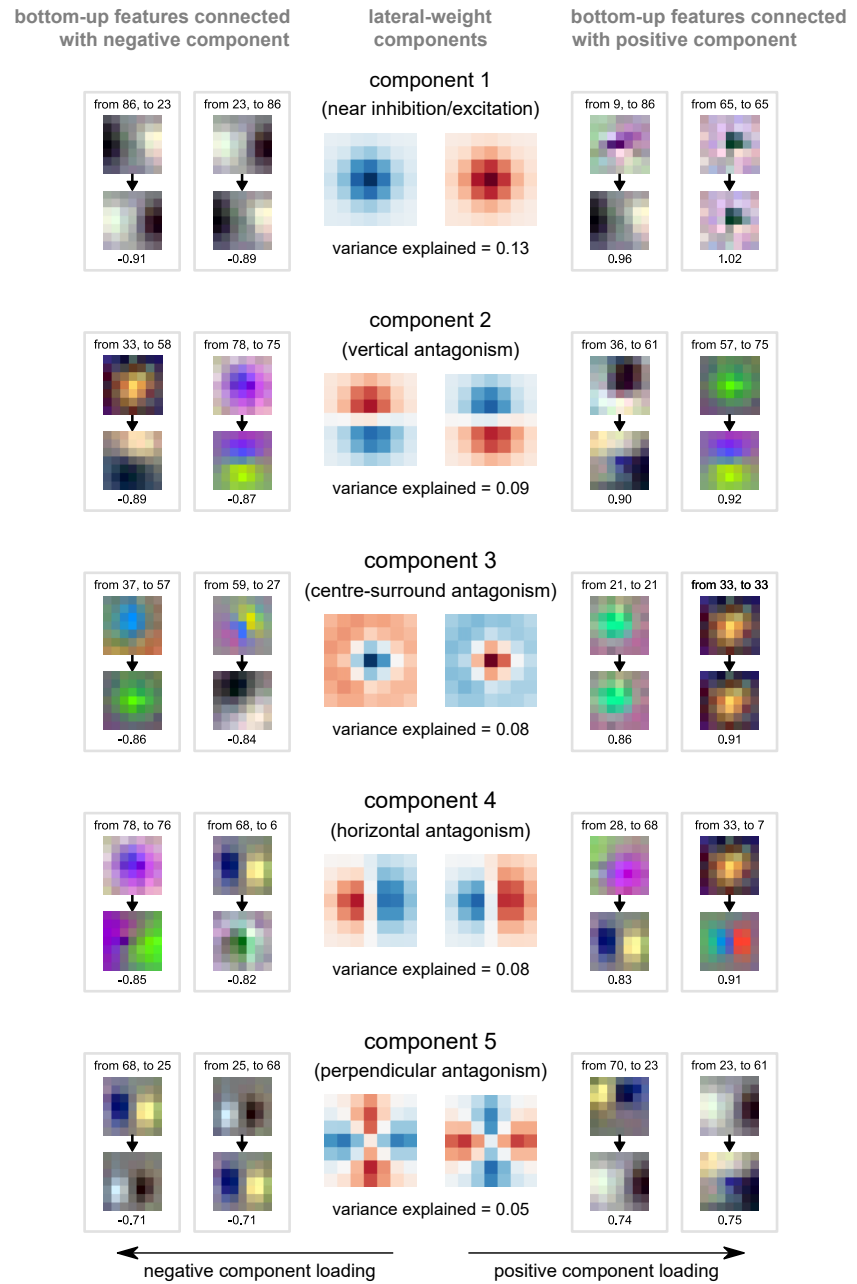 bottom-up features connected
with negative component
lateral-weight
components
bottom-up features connected
with positive component
component 1
(near inhibition/excitation)
from 86, to 23
from 23, to 86
from 9, to 86
from 65, to 65
-0.91
-0.89
variance explained = 0.13
0.96
1.02
component 2
(vertical antagonism)
from 33, to 58
from 78, to 75
from 36, to 61
from 57, to 75
-0.89
-0.87
variance explained = 0.09
0.90
0.92
component 3
(centre-surround antagonism)
from 37, to 57
from 59, to 27
from 21, to 21
from 33, to 33
-0.86
-0.84
variance explained = 0.08
0.86
0.91
component 4
(horizontal antagonism)
from 78, to 76
from 68, to 6
from 28, to 68
from 33, to 7
-0.85
-0.82
variance explained = 0.08
0.83
0.91
component 5
(perpendicular antagonism)
from 68, to 25
from 25, to 68
from 70, to 23
from 23, to 61
-0.71
-0.71
variance explained = 0.05
0.74
0.75
negative component loading
positive component loading